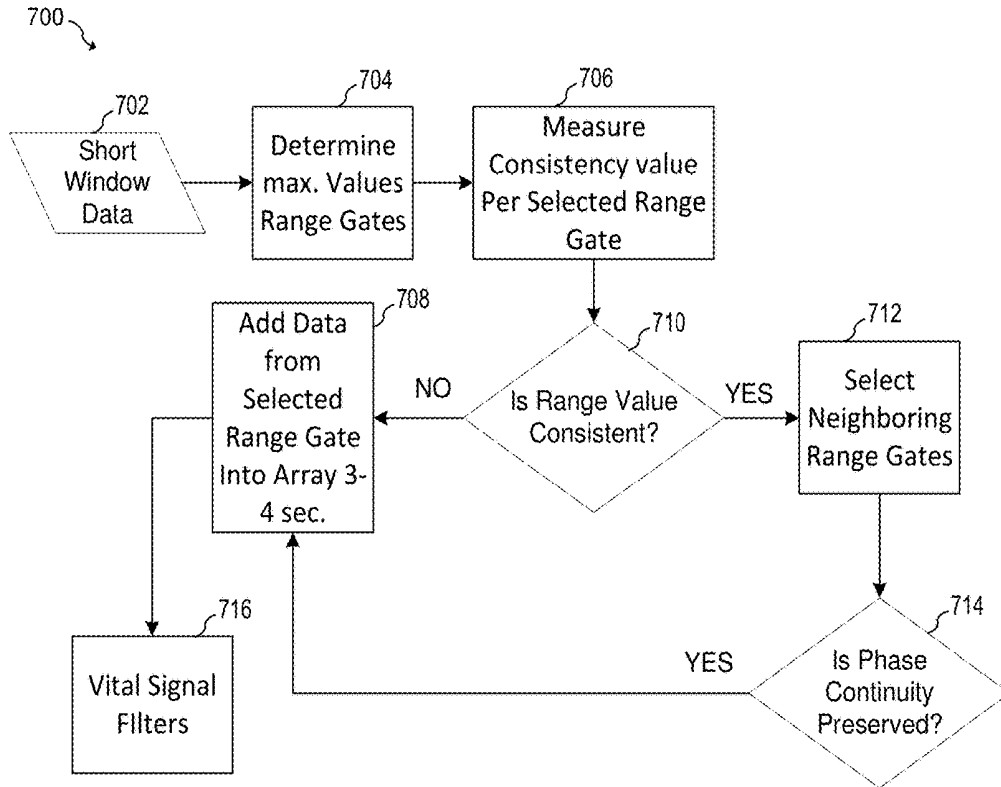 700
702
Short
Window
Data
704
Determine
max. Values
Range Gates
706
Measure
Consistency value
Per Selected Range
Gate
708
Add Data
from
Selected
Range Gate
Into Array 3-
4 sec.
NO
710
Is Range Value
Consistent?
YES
712
Select
Neighboring
Range Gates
714
Is Phase
Continuity
Preserved?
YES
716
Vital Signal
FIlters